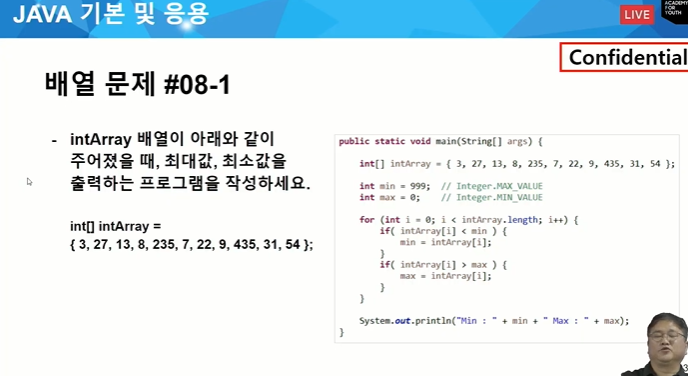 JAVA 기본 및 응용
LIVE
ACADEMY
FOR
YOUTH
Confidential
배열 문제 #08-1
- intArray 배열이 아래와 같이
주어졌을 때, 최대값, 최소값을
출력하는 프로그램을 작성하세요.
int[] intArray =
{ 3, 27, 13, 8, 235, 7, 22, 9, 435, 31, 54 };
public static void main(String[] args) {
int[] intArray = { 3, 27, 13, 8, 235, 7, 22, 9, 435, 31, 54 };
int min = 999;  // Integer.MAX_VALUE
int max = 0;    // Integer.MIN_VALUE
for (int i = 0; i < intArray.length; i++) {
if( intArray[i] < min ) {
min = intArray[i];
}
if( intArray[i] > max ) {
max = intArray[i];
}
}
System.out.println("Min : " + min + " Max : " + max);
}